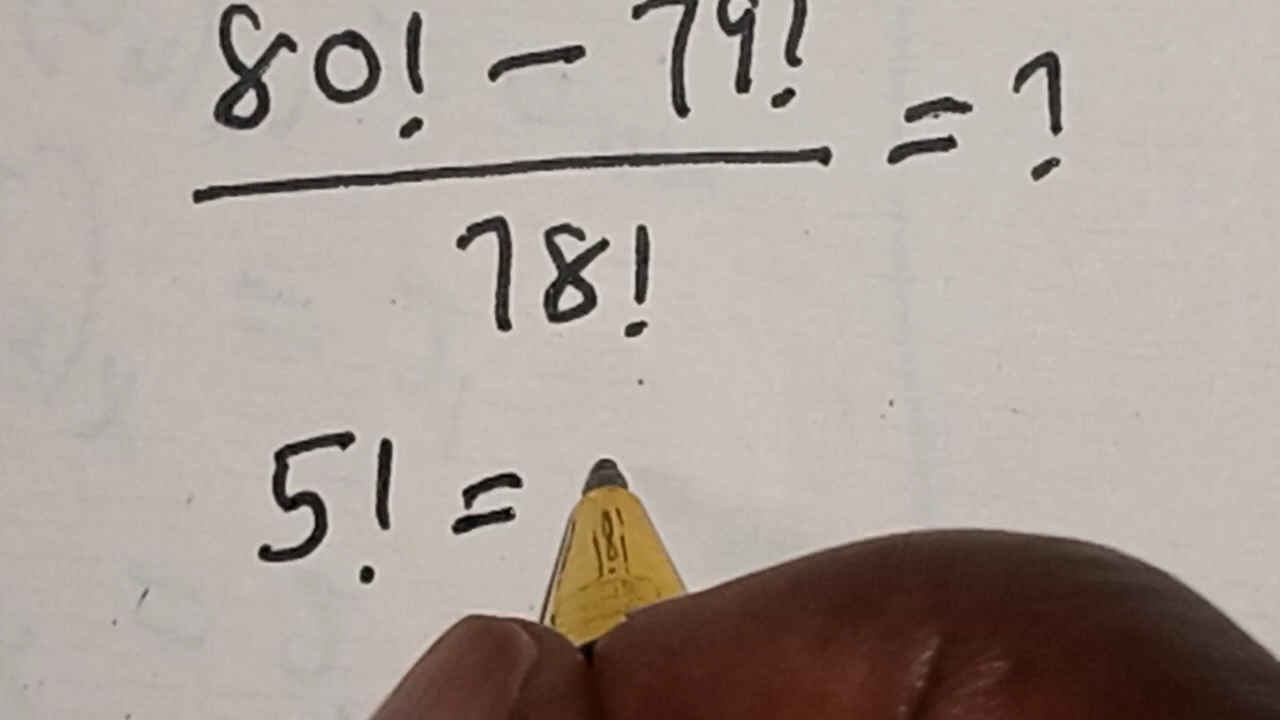 80! − 79!
= ?
78!
5! =